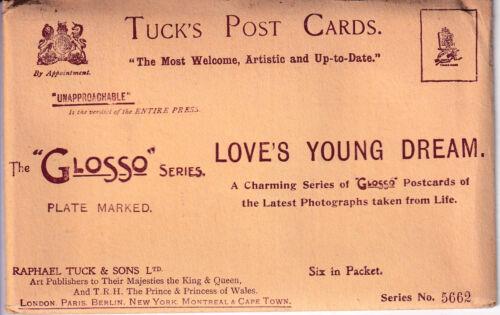 TUCK'S POST CARDS.
"The Most Welcome, Artistic and Up-to-Date."
By Appointment.
"UNAPPROACHABLE"
Is the verdict of the ENTIRE PRESS.
The "GLOSSO" SERIES.
PLATE MARKED.
LOVE'S YOUNG DREAM.
A Charming Series of "GLOSSO" Postcards of
the Latest Photographs taken from Life.
RAPHAEL TUCK & SONS LTD.
Art Publishers to Their Majesties the King & Queen,
And T.R.H. The Prince & Princess of Wales.
LONDON. PARIS. BERLIN. NEW YORK. MONTREAL & CAPE TOWN.
Six in Packet.
Series No. 5662